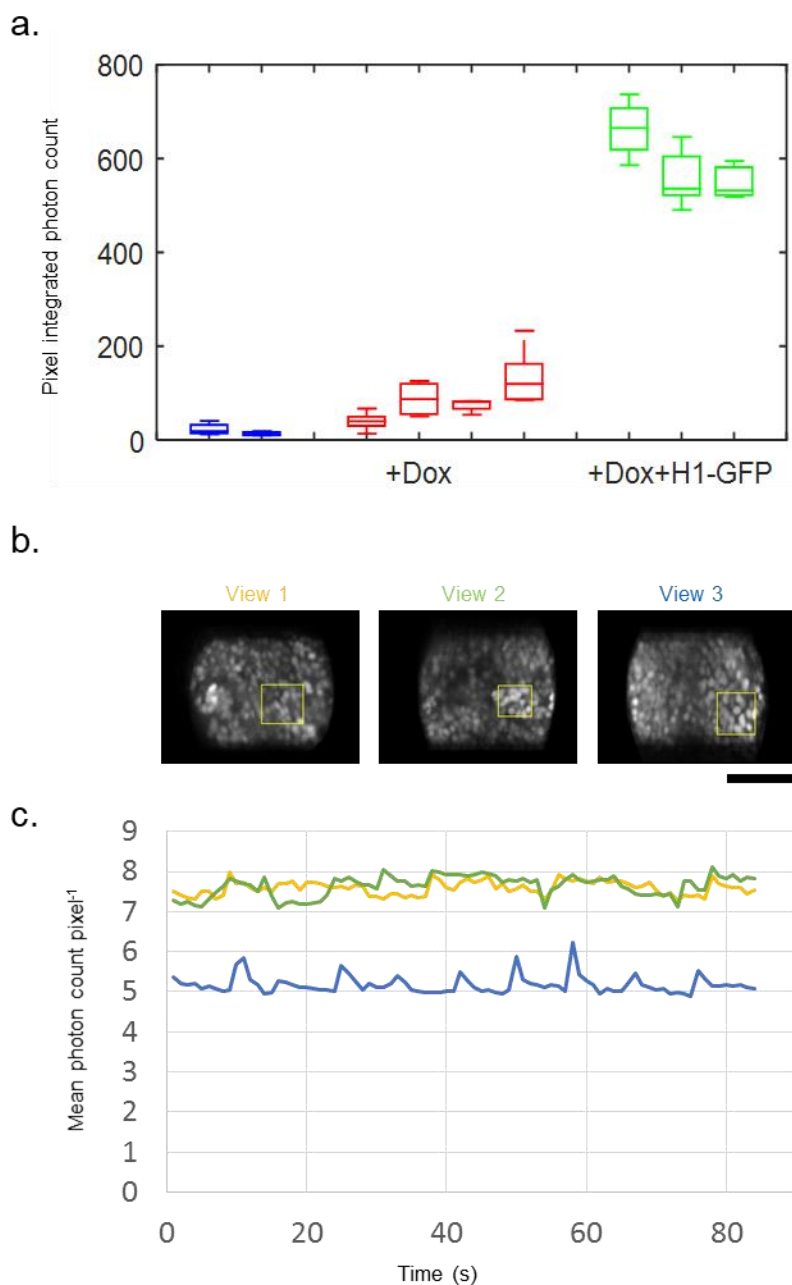 a.
Pixel integrated photon count
800
600
400
200
0
+Dox
+Dox+H1-GFP
b.
View 1
View 2
View 3
c.
Mean photon count pixel⁻¹
9
8
7
6
5
4
3
2
1
0
0
20
40
60
80
Time (s)